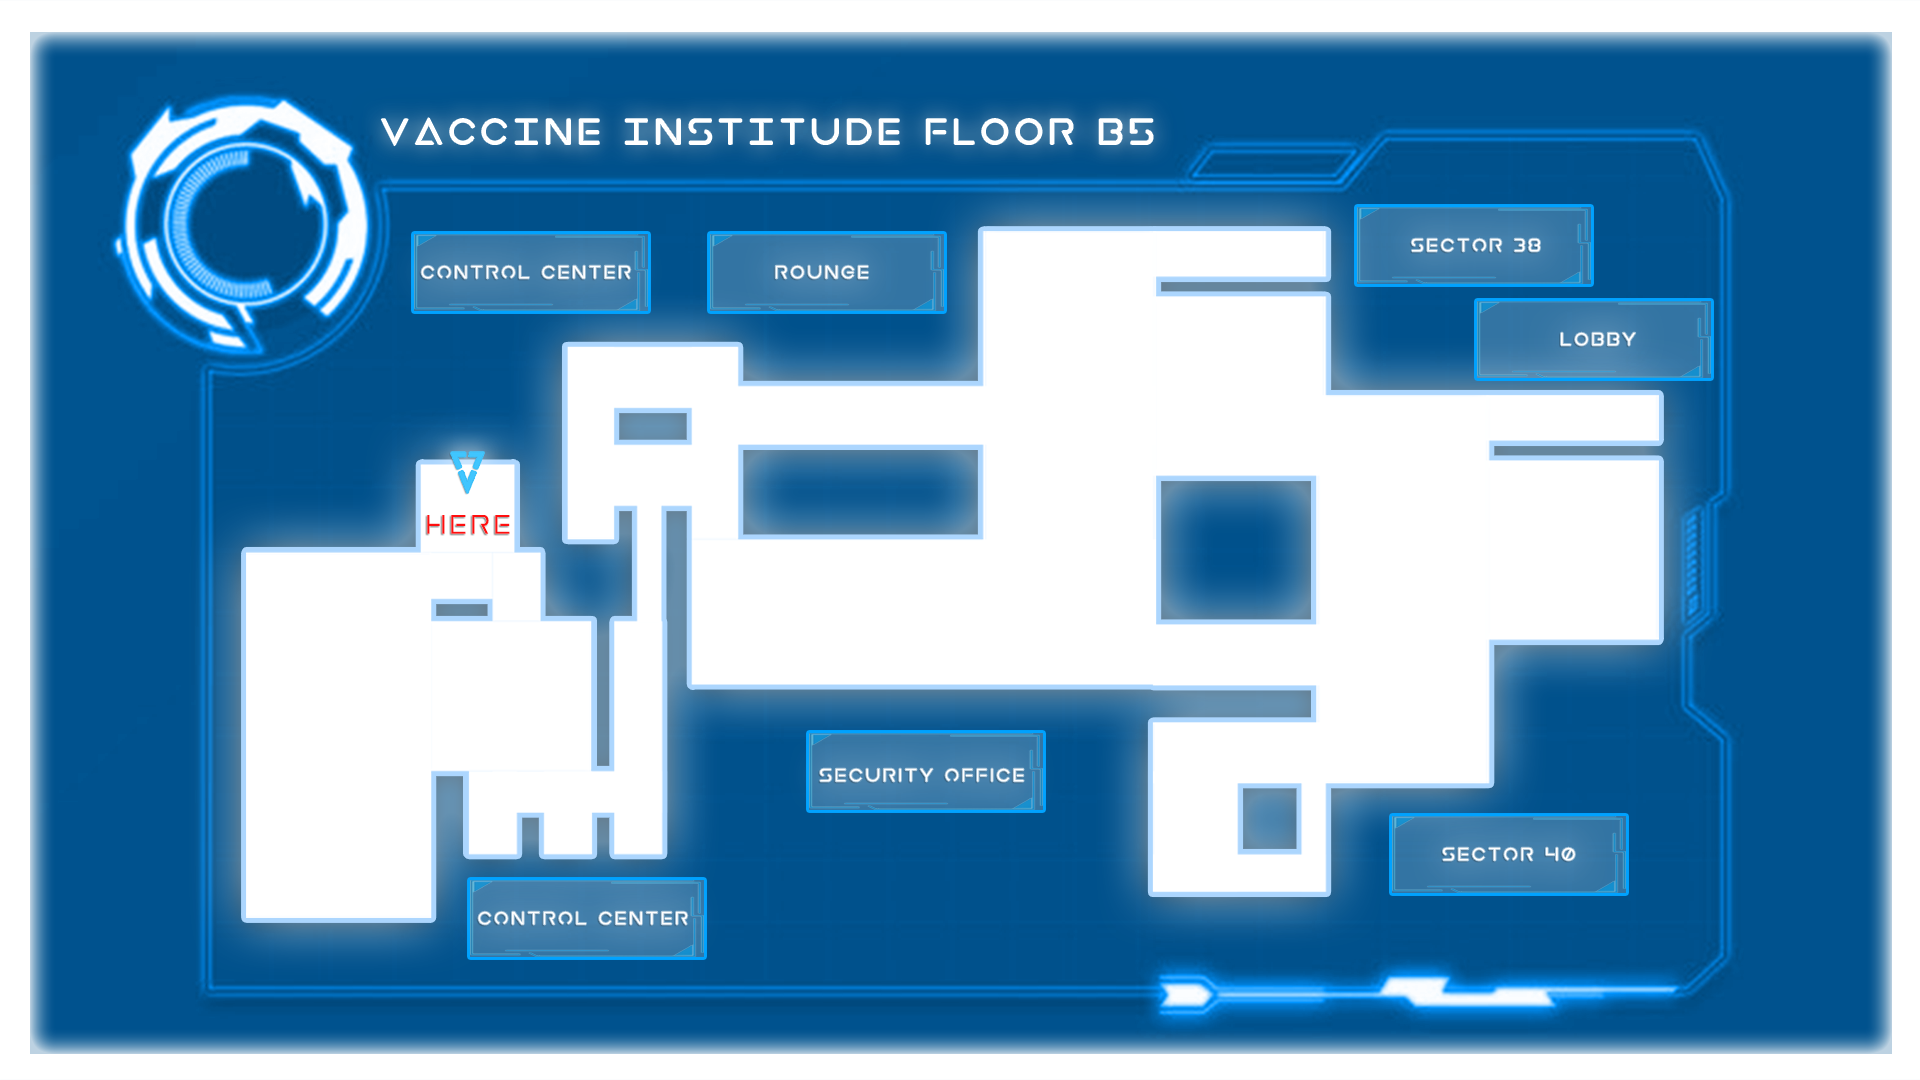 VACCINE INSTITUDE FLOOR B5
CONTROL CENTER
ROUNGE
SECTOR 38
LOBBY
HERE
SECURITY OFFICE
SECTOR 40
CONTROL CENTER